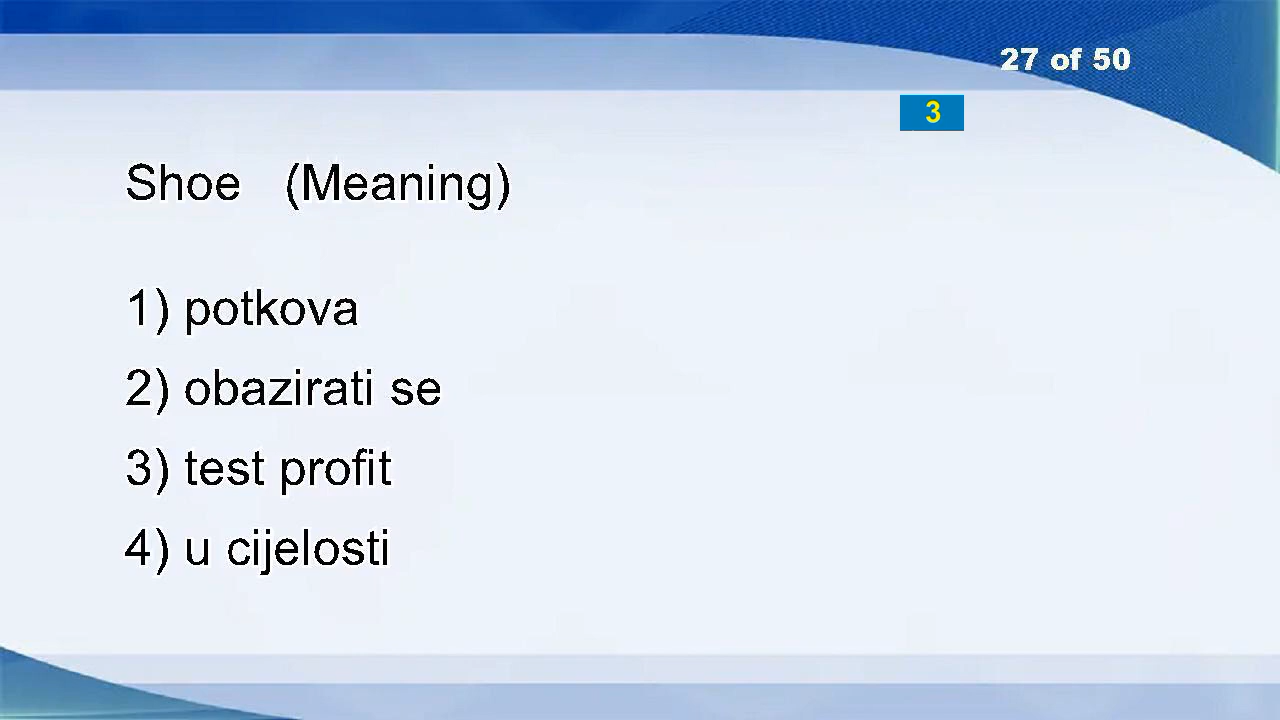 27 of 50
3
Shoe (Meaning)
1) potkova
2) obazirati se
3) test profit
4) u cijelosti